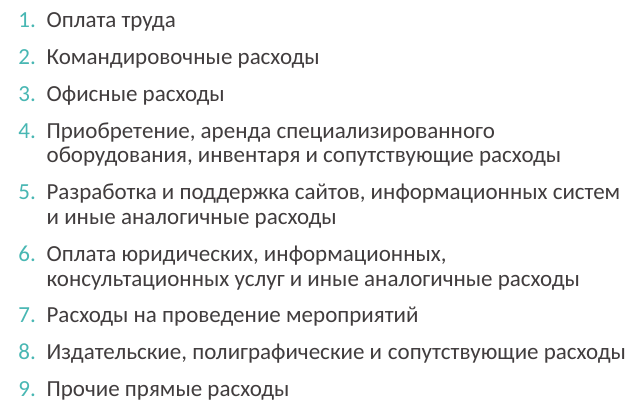 1. Оплата труда
2. Командировочные расходы
3. Офисные расходы
4. Приобретение, аренда специализированного
оборудования, инвентаря и сопутствующие расходы
5. Разработка и поддержка сайтов, информационных систем
и иные аналогичные расходы
6. Оплата юридических, информационных,
консультационных услуг и иные аналогичные расходы
7. Расходы на проведение мероприятий
8. Издательские, полиграфические и сопутствующие расходы
9. Прочие прямые расходы